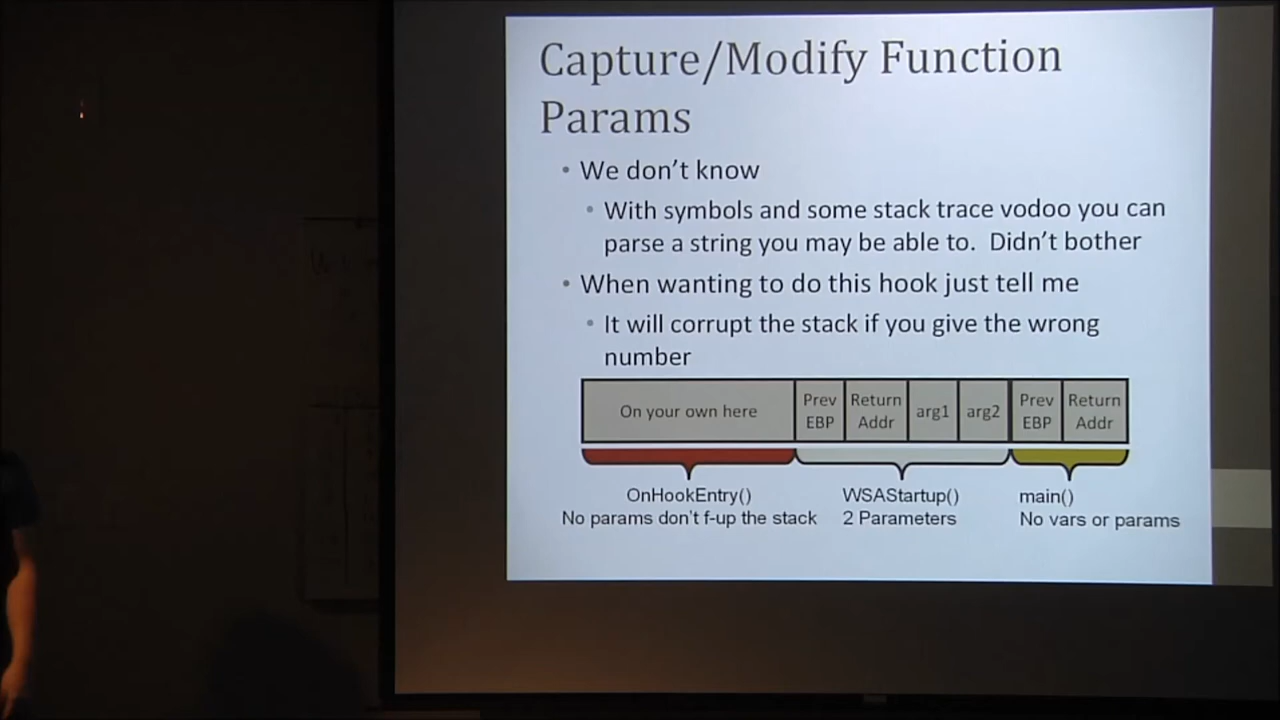 Capture/Modify Function
Params
• We don't know
• With symbols and some stack trace vodoo you can
parse a string you may be able to.  Didn't bother
• When wanting to do this hook just tell me
• It will corrupt the stack if you give the wrong
number
On your own here
Prev
EBP
Return
Addr
arg1
arg2
Prev
EBP
Return
Addr
OnHookEntry()
No params don't f-up the stack
WSAStartup()
2 Parameters
main()
No vars or params